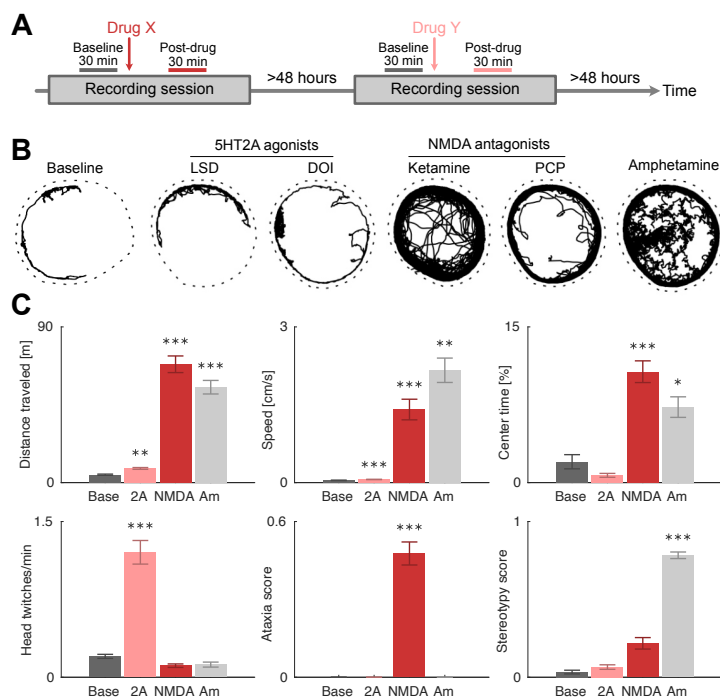 A
Drug X
Drug Y
Baseline
30 min
Post-drug
30 min
Baseline
30 min
Post-drug
30 min
Recording session
>48 hours
Recording session
>48 hours
Time
B
5HT2A agonists
NMDA antagonists
Baseline
LSD
DOI
Ketamine
PCP
Amphetamine
C
Distance traveled [m]
90
0
**
***
***
Base 2A NMDA Am
Speed [cm/s]
3
0
***
***
**
Base 2A NMDA Am
Center time [%]
15
0
***
*
Base 2A NMDA Am
Head twitches/min
1.5
0
***
Base 2A NMDA Am
Ataxia score
0.6
0
***
Base 2A NMDA Am
Stereotypy score
1
0
***
Base 2A NMDA Am